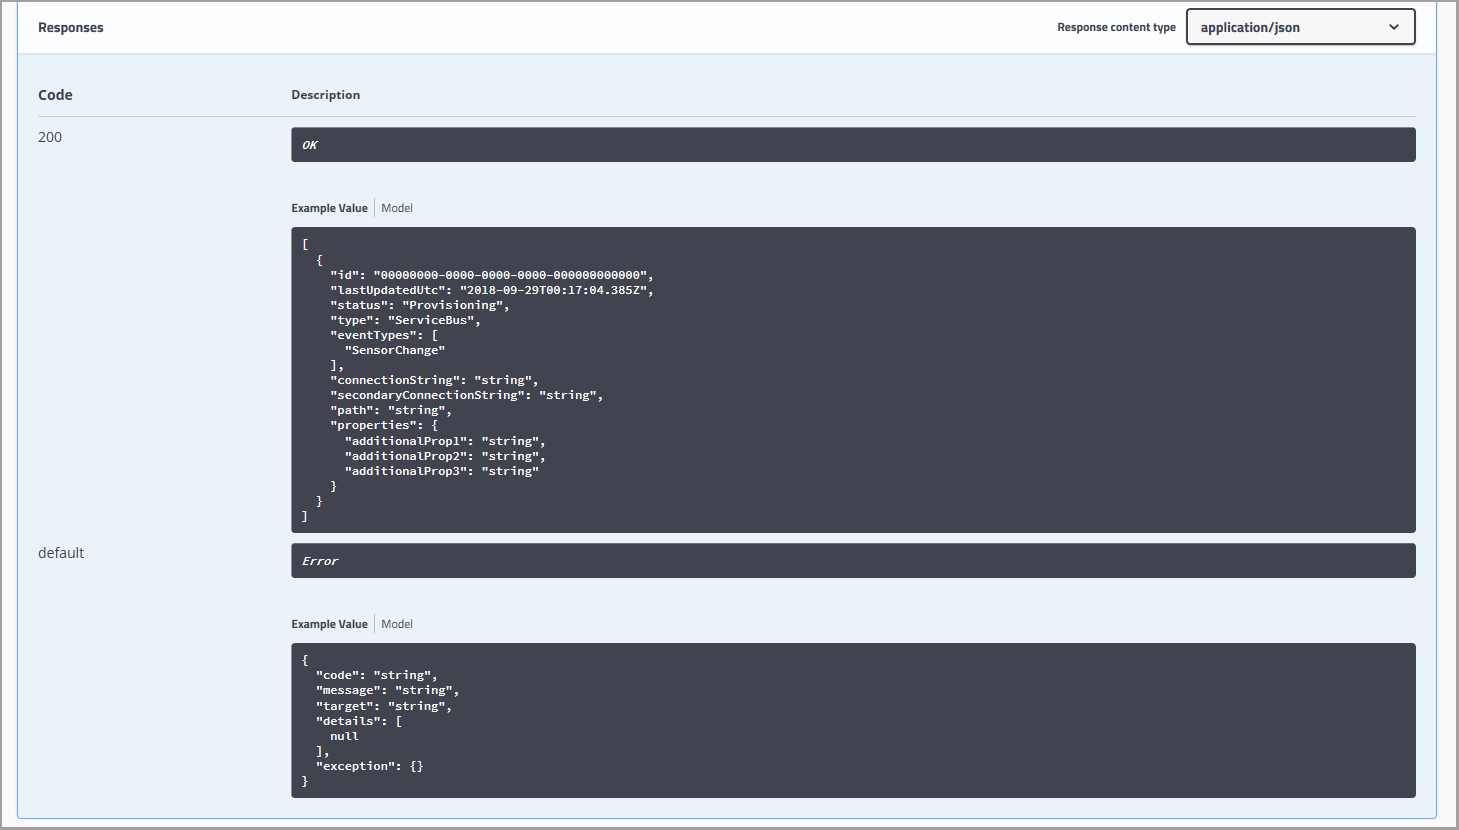 Responses
Response content type
application/json
Code
Description
200
OK
Example Value
Model
[
  {
    "id": "00000000-0000-0000-0000-000000000000",
    "lastUpdatedUtc": "2018-09-29T00:17:04.385Z",
    "status": "Provisioning",
    "type": "ServiceBus",
    "eventTypes": [
      "SensorChange"
    ],
    "connectionString": "string",
    "secondaryConnectionString": "string",
    "path": "string",
    "properties": {
      "additionalProp1": "string",
      "additionalProp2": "string",
      "additionalProp3": "string"
    }
  }
]
default
Error
Example Value
Model
{
  "code": "string",
  "message": "string",
  "target": "string",
  "details": [
    null
  ],
  "exception": {}
}